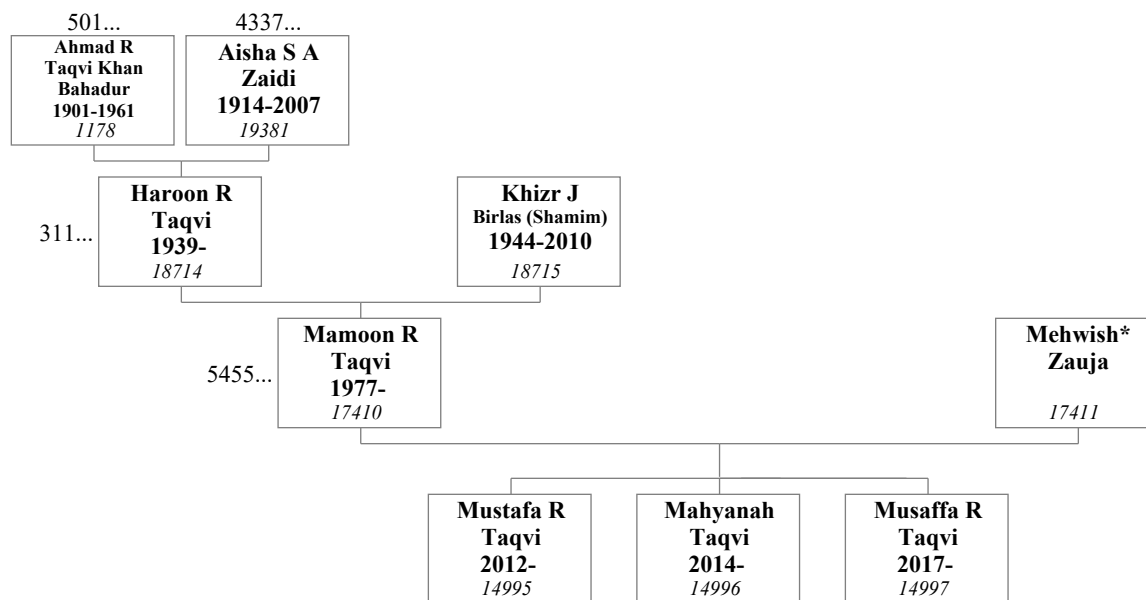 501...
4337...
Ahmad R
Taqvi Khan
Bahadur
1901-1961
1178
Aisha S A
Zaidi
1914-2007
19381
311...
Haroon R
Taqvi
1939-
18714
Khizr J
Birlas (Shamim)
1944-2010
18715
5455...
Mamoon R
Taqvi
1977-
17410
Mehwish*
Zauja
17411
Mustafa R
Taqvi
2012-
14995
Mahyanah
Taqvi
2014-
14996
Musaffa R
Taqvi
2017-
14997